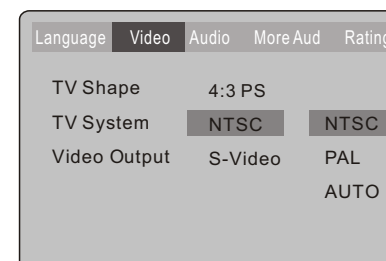 Language Video Audio More Aud Rating
TV Shape 4:3 PS
TV System NTSC NTSC
Video Output S-Video PAL
AUTO